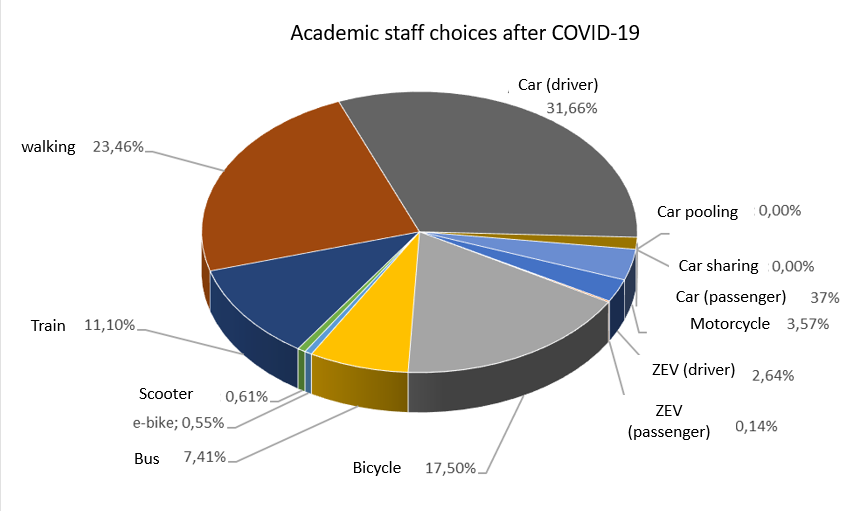 Academic staff choices after COVID-19
Car (driver)
31,66%
walking 23,46%
Car pooling 0,00%
Car sharing 0,00%
Car (passenger) 37%
Motorcycle 3,57%
Train 11,10%
ZEV (driver) 2,64%
Scooter 0,61%
e-bike; 0,55%
ZEV
(passenger) 0,14%
Bus 7,41%
Bicycle 17,50%